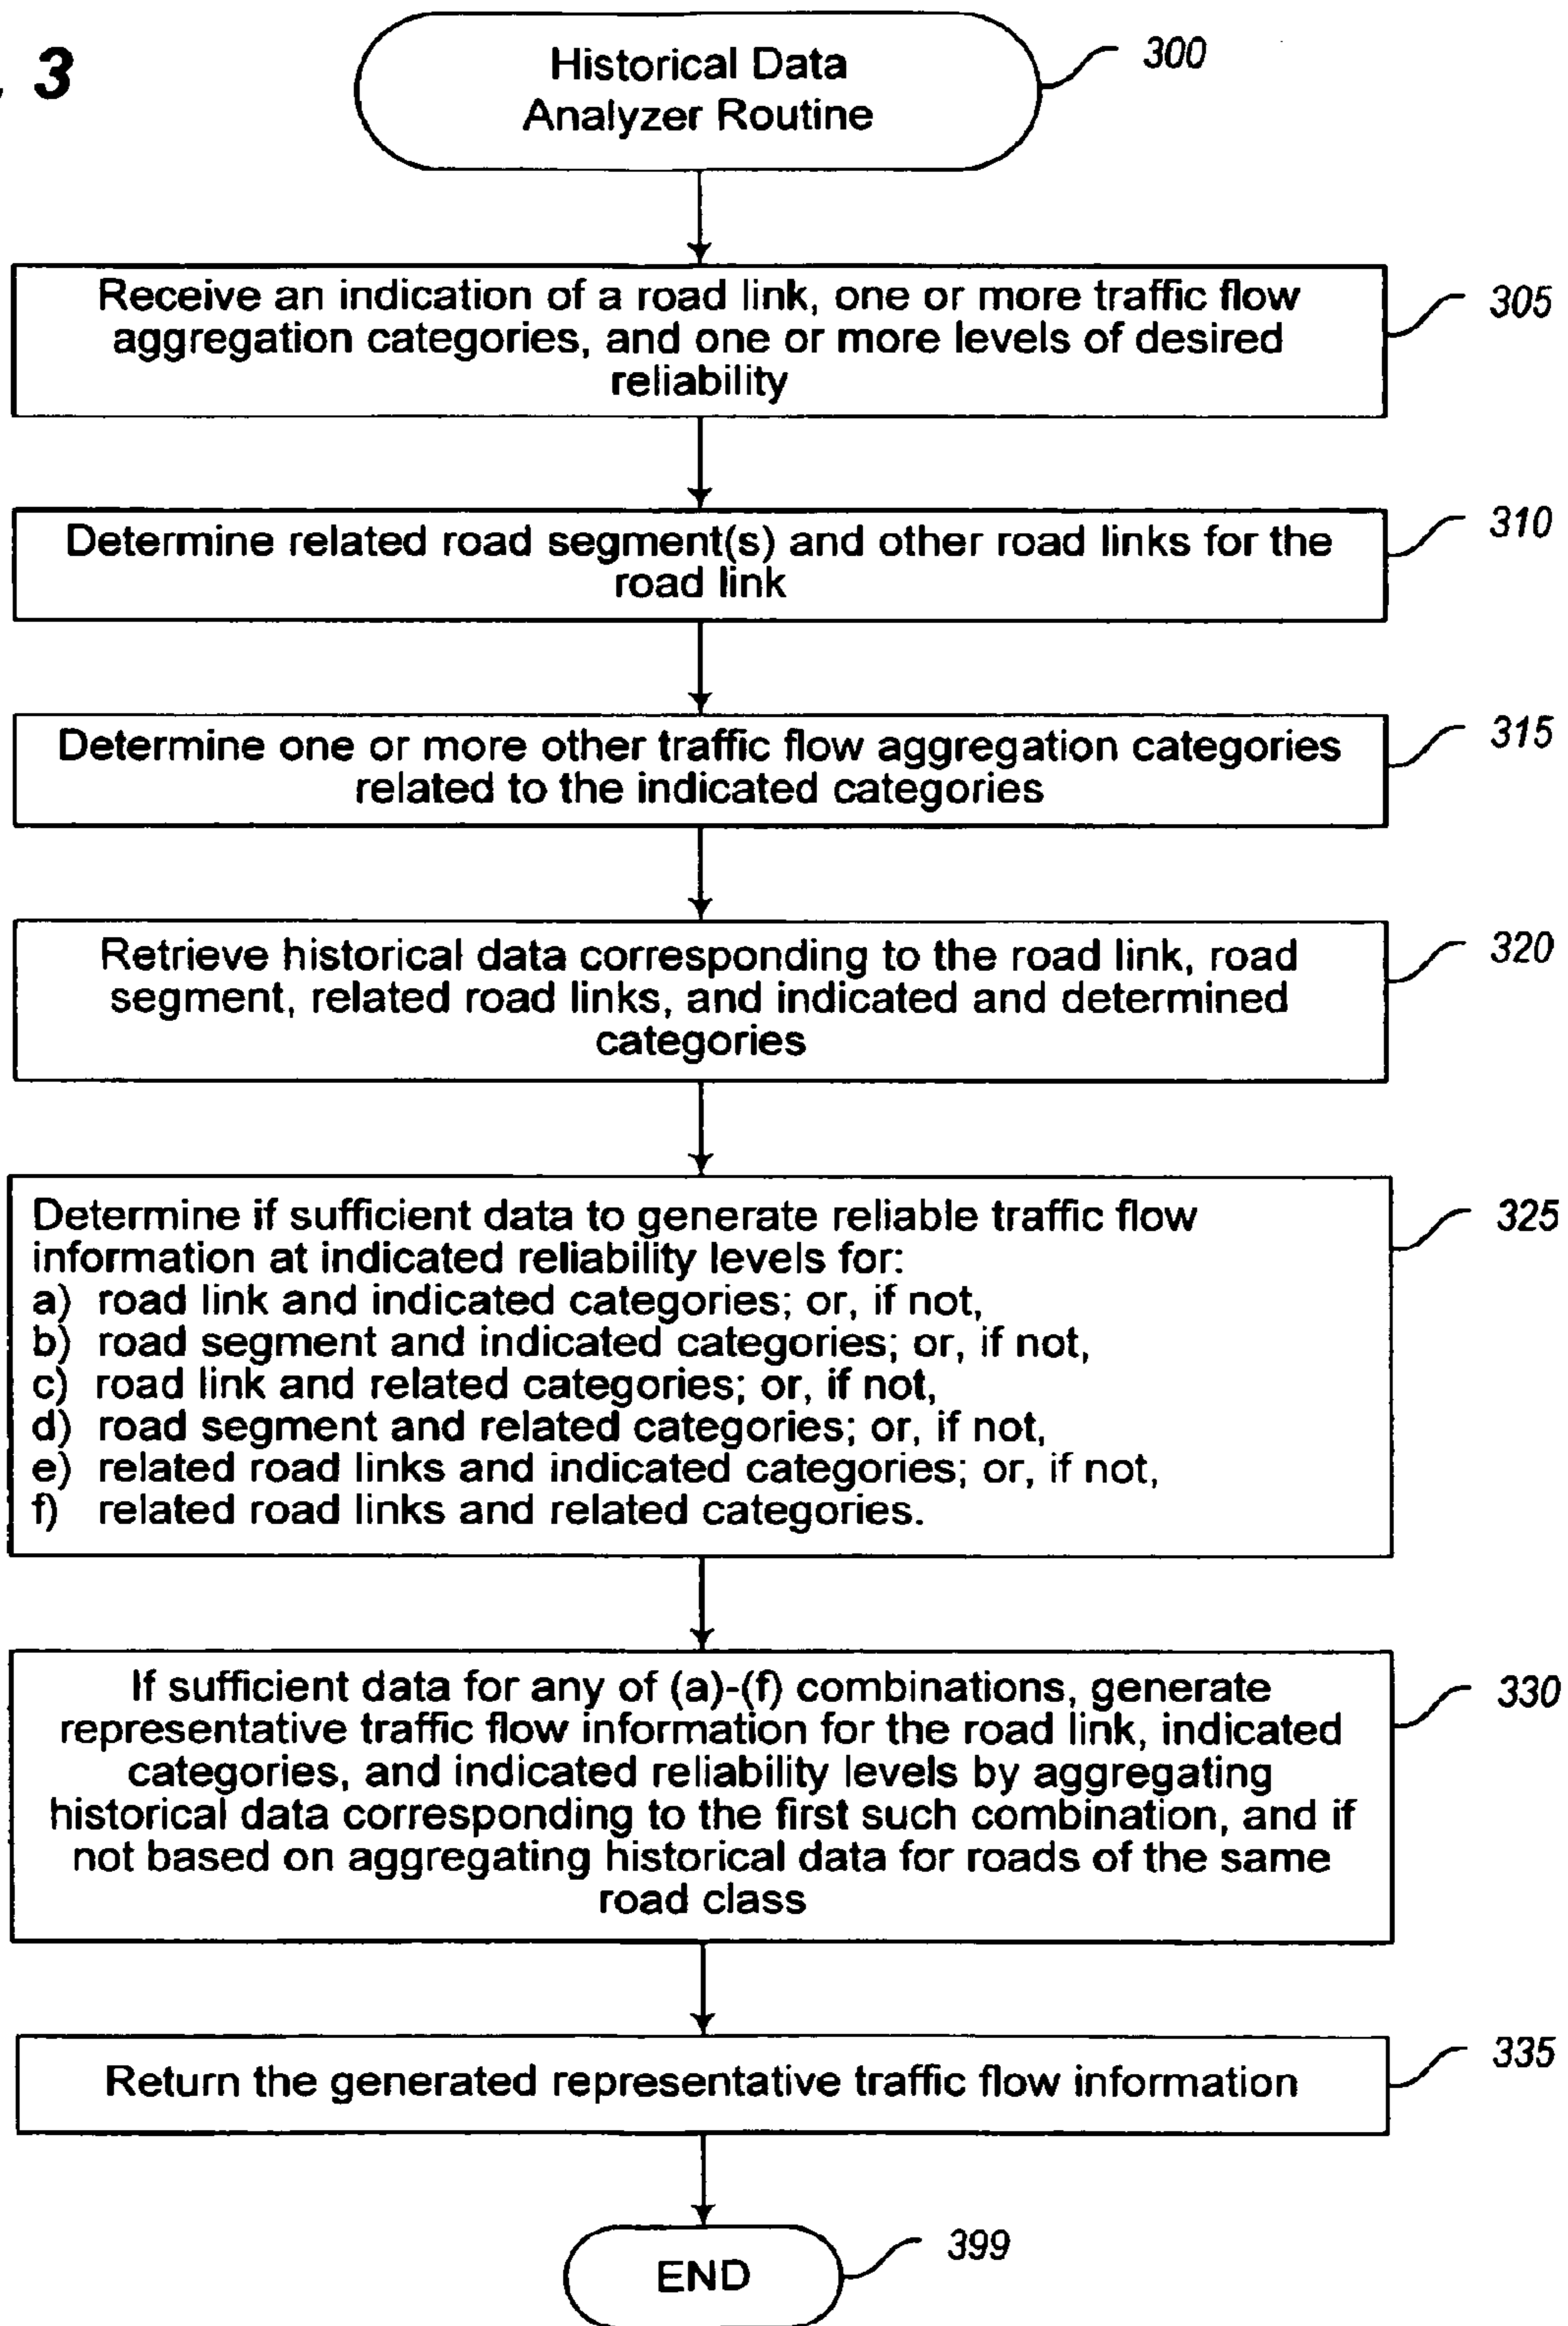 . 3
Historical Data
Analyzer Routine
300
Receive an indication of a road link, one or more traffic flow
aggregation categories, and one or more levels of desired
reliability
305
Determine related road segment(s) and other road links for the
road link
310
Determine one or more other traffic flow aggregation categories
related to the indicated categories
315
Retrieve historical data corresponding to the road link, road
segment, related road links, and indicated and determined
categories
320
Determine if sufficient data to generate reliable traffic flow
information at indicated reliability levels for:
a) road link and indicated categories; or, if not,
b) road segment and indicated categories; or, if not,
c) road link and related categories; or, if not,
d) road segment and related categories; or, if not,
e) related road links and indicated categories; or, if not,
f) related road links and related categories.
325
If sufficient data for any of (a)-(f) combinations, generate
representative traffic flow information for the road link, indicated
categories, and indicated reliability levels by aggregating
historical data corresponding to the first such combination, and if
not based on aggregating historical data for roads of the same
road class
330
Return the generated representative traffic flow information
335
END
399